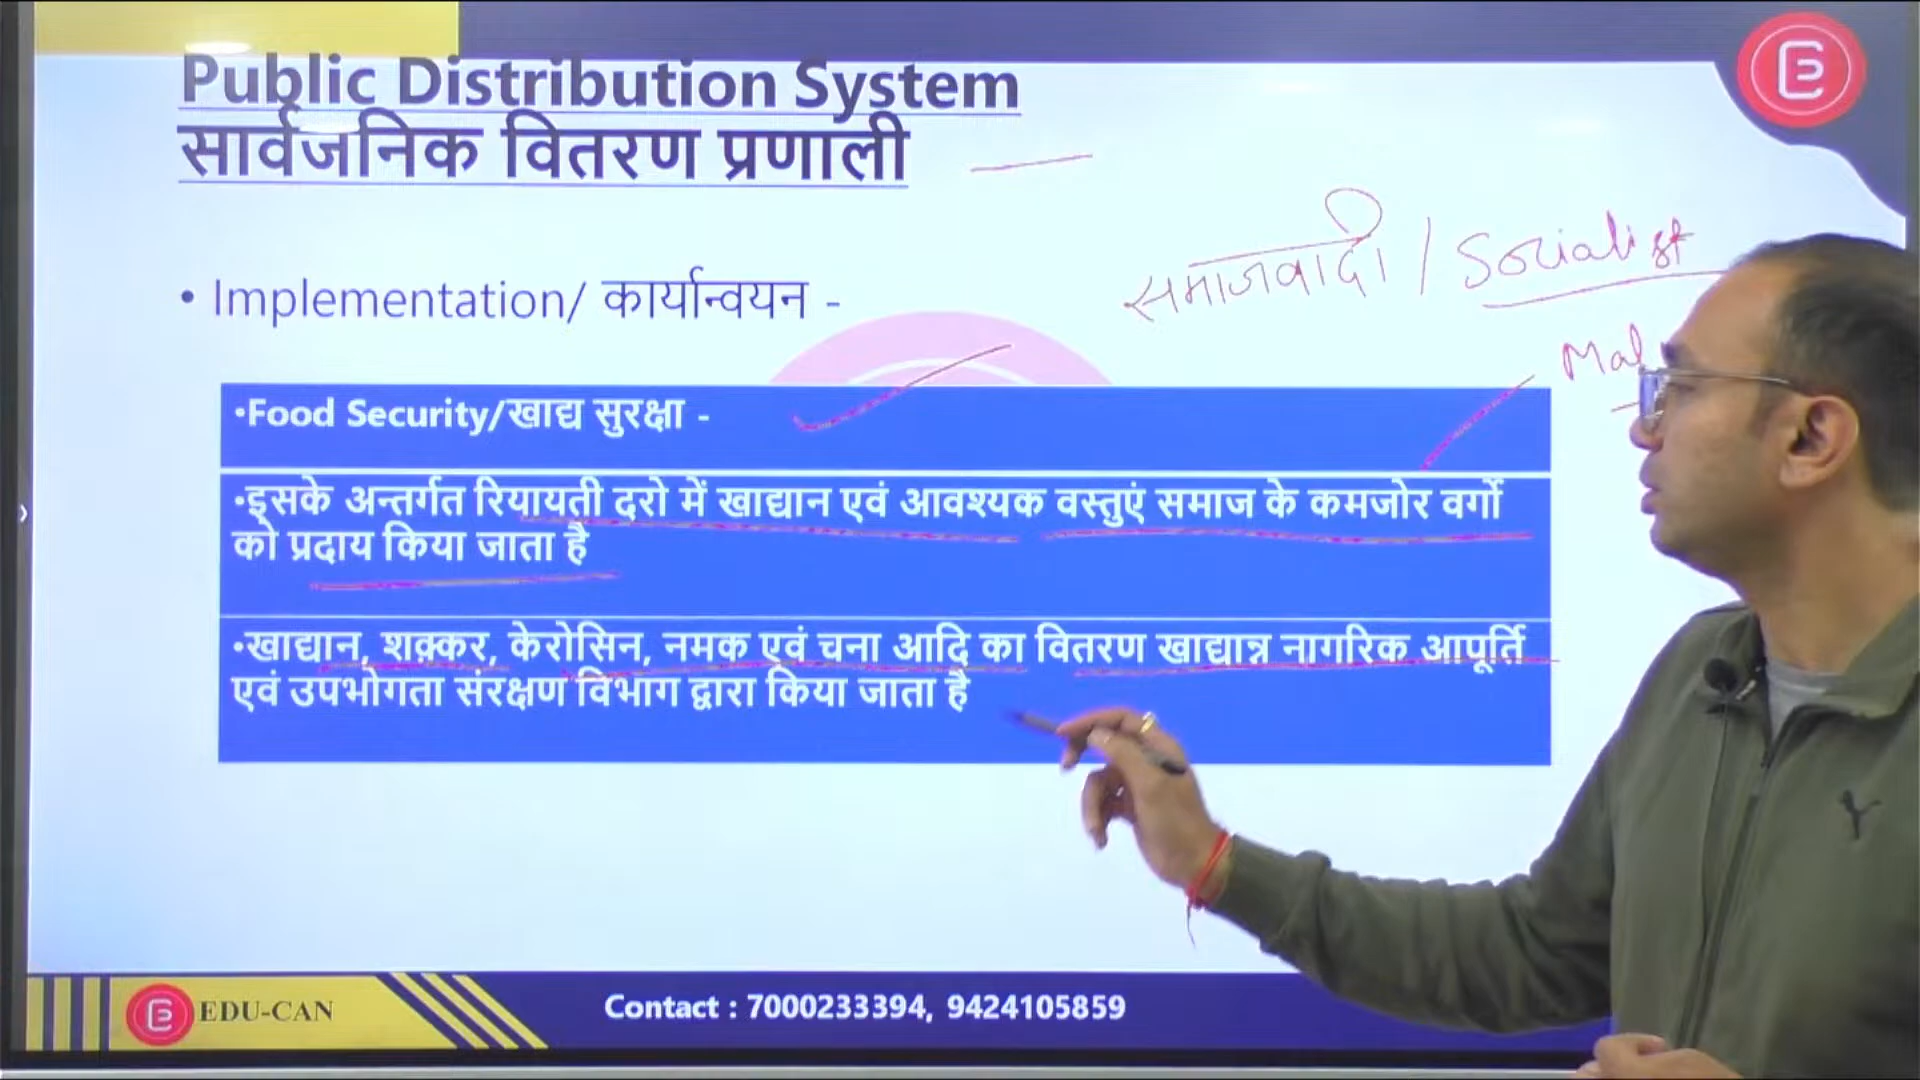 Public Distribution System
सार्वजनिक वितरण प्रणाली
समाजवादी / Socialist
• Implementation/ कार्यान्वयन -
•Food Security/खाद्य सुरक्षा -
•इसके अन्तर्गत रियायती दरो में खाद्यान एवं आवश्यक वस्तुएं समाज के कमजोर वर्गो
को प्रदाय किया जाता है
•खाद्यान, शक़्कर, केरोसिन, नमक एवं चना आदि का वितरण खाद्यान्न नागरिक आपूर्ति
एवं उपभोगता संरक्षण विभाग द्वारा किया जाता है
EDU-CAN
Contact : 7000233394, 9424105859